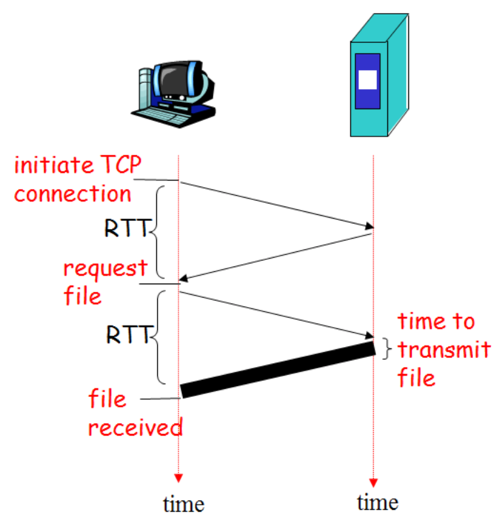 initiate TCP
connection
RTT
request
file
RTT
time to
transmit
file
file
received
time
time